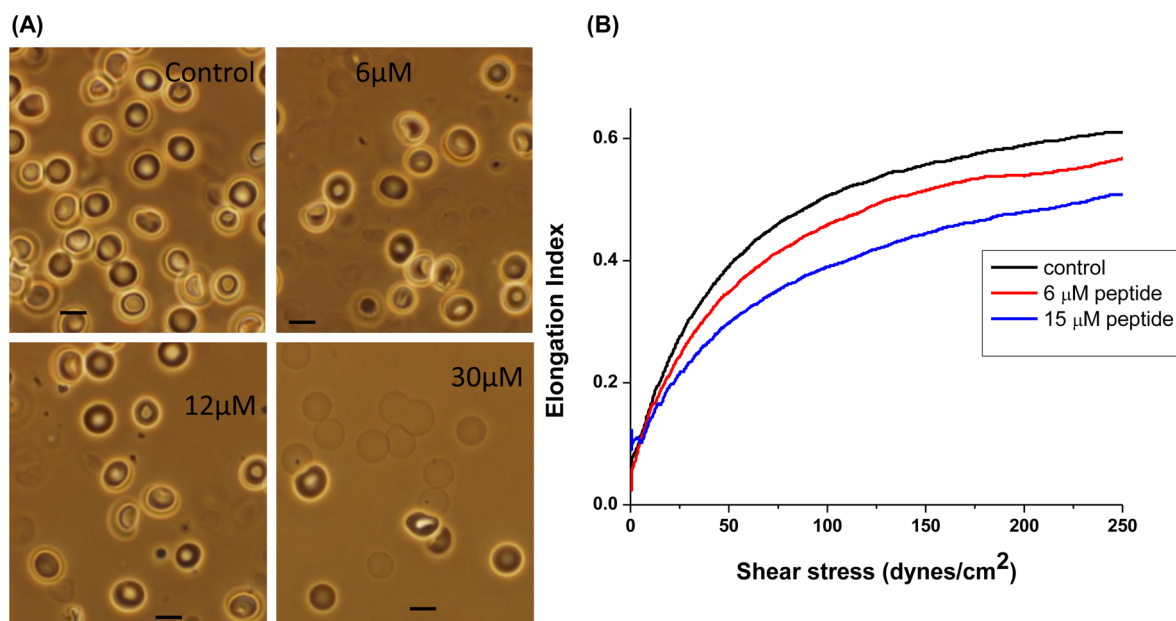 (A)
Control
6μM
12μM
30μM
(B)
Elongation Index
0.6
0.4
0.2
0.0
0
50
100
150
200
250
Shear stress (dynes/cm²)
control
6 μM peptide
15 μM peptide